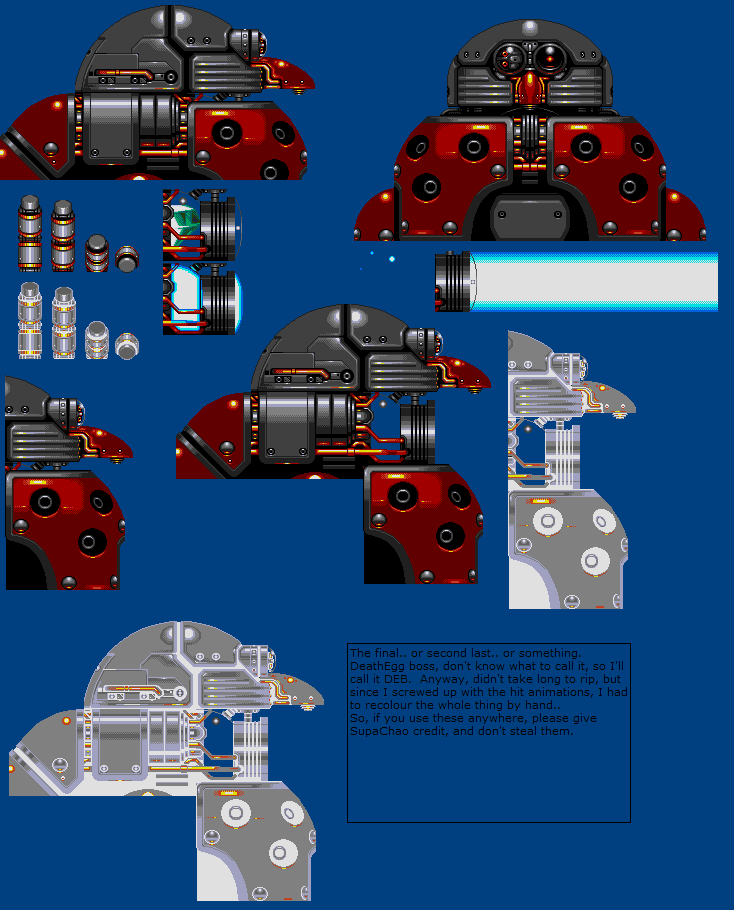 The final.. or second last.. or something.
DeathEgg boss, don't know what to call it, so I'll
call it DEB.  Anyway, didn't take long to rip, but
since I screwed up with the hit animations, I had
to recolour the whole thing by hand..
So, if you use these anywhere, please give
SupaChao credit, and don't steal them.